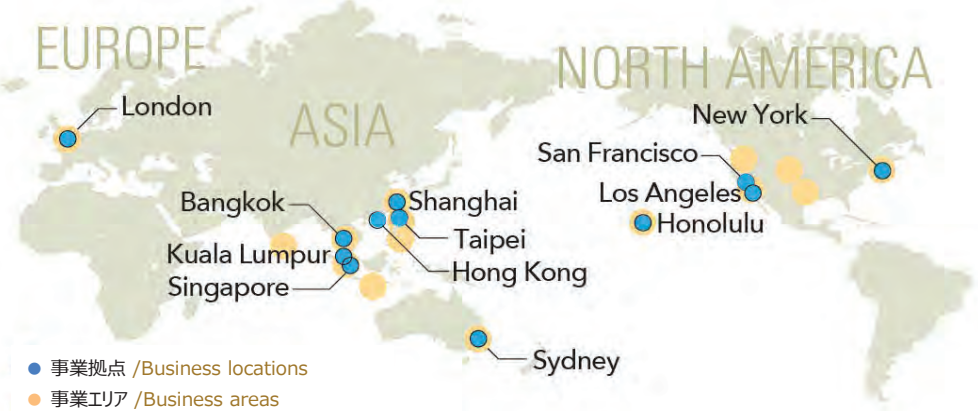 EUROPE
NORTH AMERICA
London
ASIA
New York
San Francisco
Los Angeles
Bangkok
Shanghai
Honolulu
Taipei
Kuala Lumpur
Hong Kong
Singapore
Sydney
事業拠点 /Business locations
事業エリア /Business areas